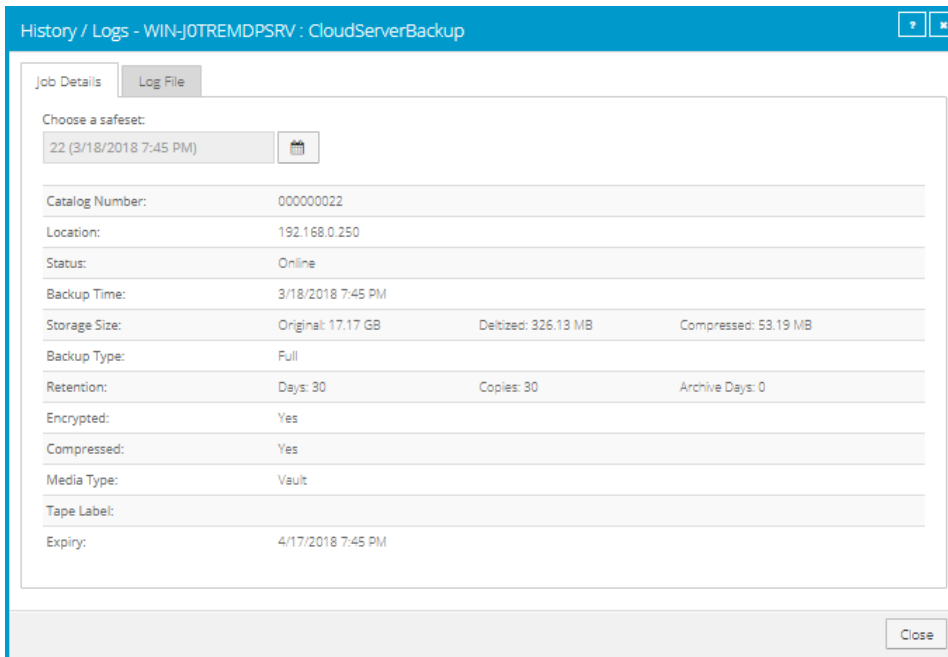 History / Logs - WIN-J0TREMDPSRV : CloudServerBackup ? x
Job Details Log File
Choose a safeset:
22 (3/18/2018 7:45 PM)
Catalog Number: 000000022
Location: 192.168.0.250
Status: Online
Backup Time: 3/18/2018 7:45 PM
Storage Size: Original: 17.17 GB Deltized: 326.13 MB Compressed: 53.19 MB
Backup Type: Full
Retention: Days: 30 Copies: 30 Archive Days: 0
Encrypted: Yes
Compressed: Yes
Media Type: Vault
Tape Label:
Expiry: 4/17/2018 7:45 PM
Close